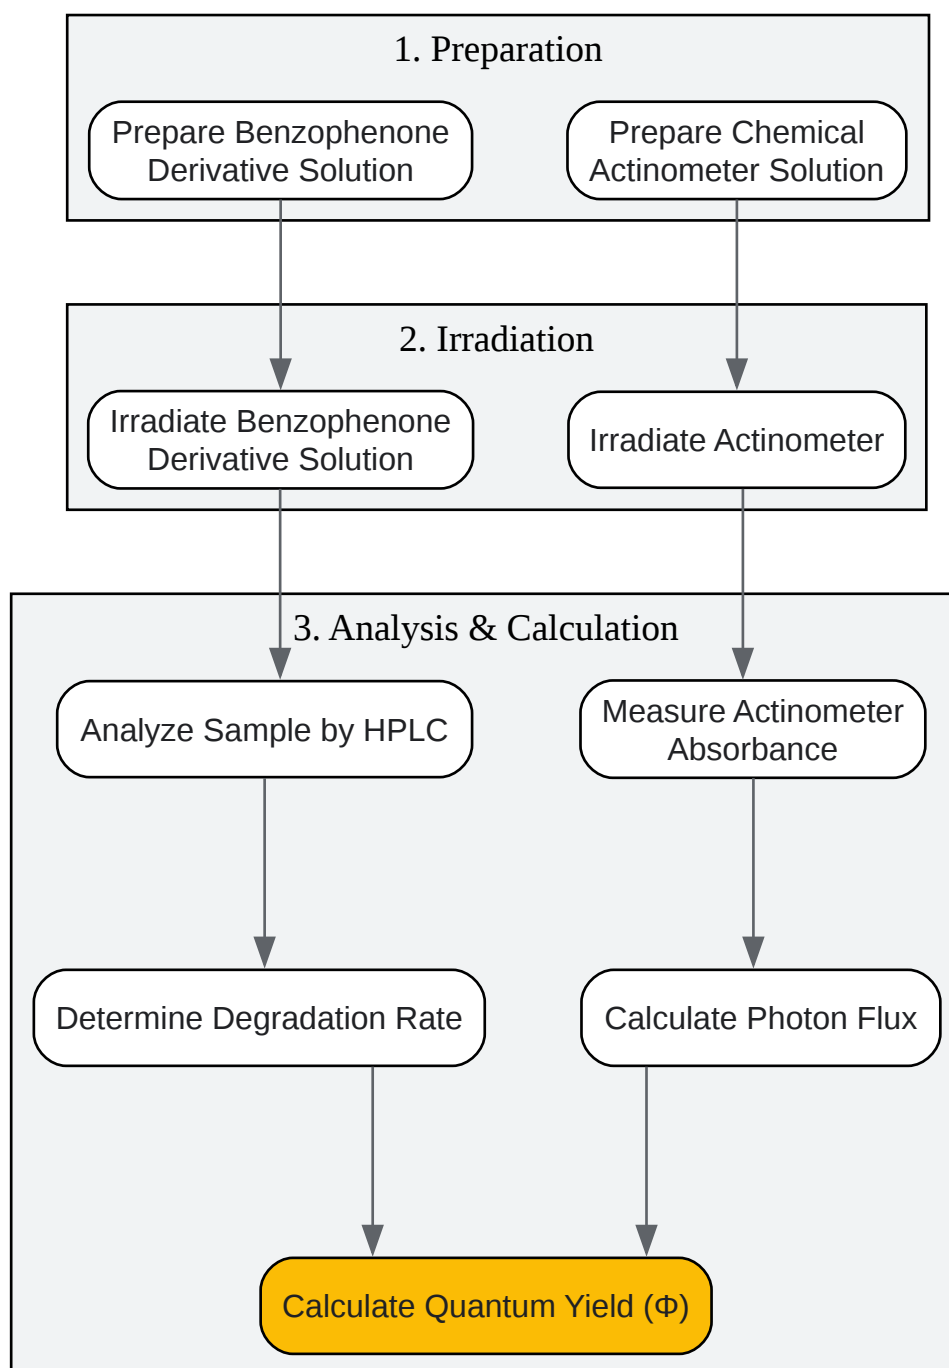 1. Preparation
Prepare Benzophenone
Derivative Solution
Prepare Chemical
Actinometer Solution
2. Irradiation
Irradiate Benzophenone
Derivative Solution
Irradiate Actinometer
3. Analysis & Calculation
Analyze Sample by HPLC
Measure Actinometer
Absorbance
Determine Degradation Rate
Calculate Photon Flux
Calculate Quantum Yield (Φ)